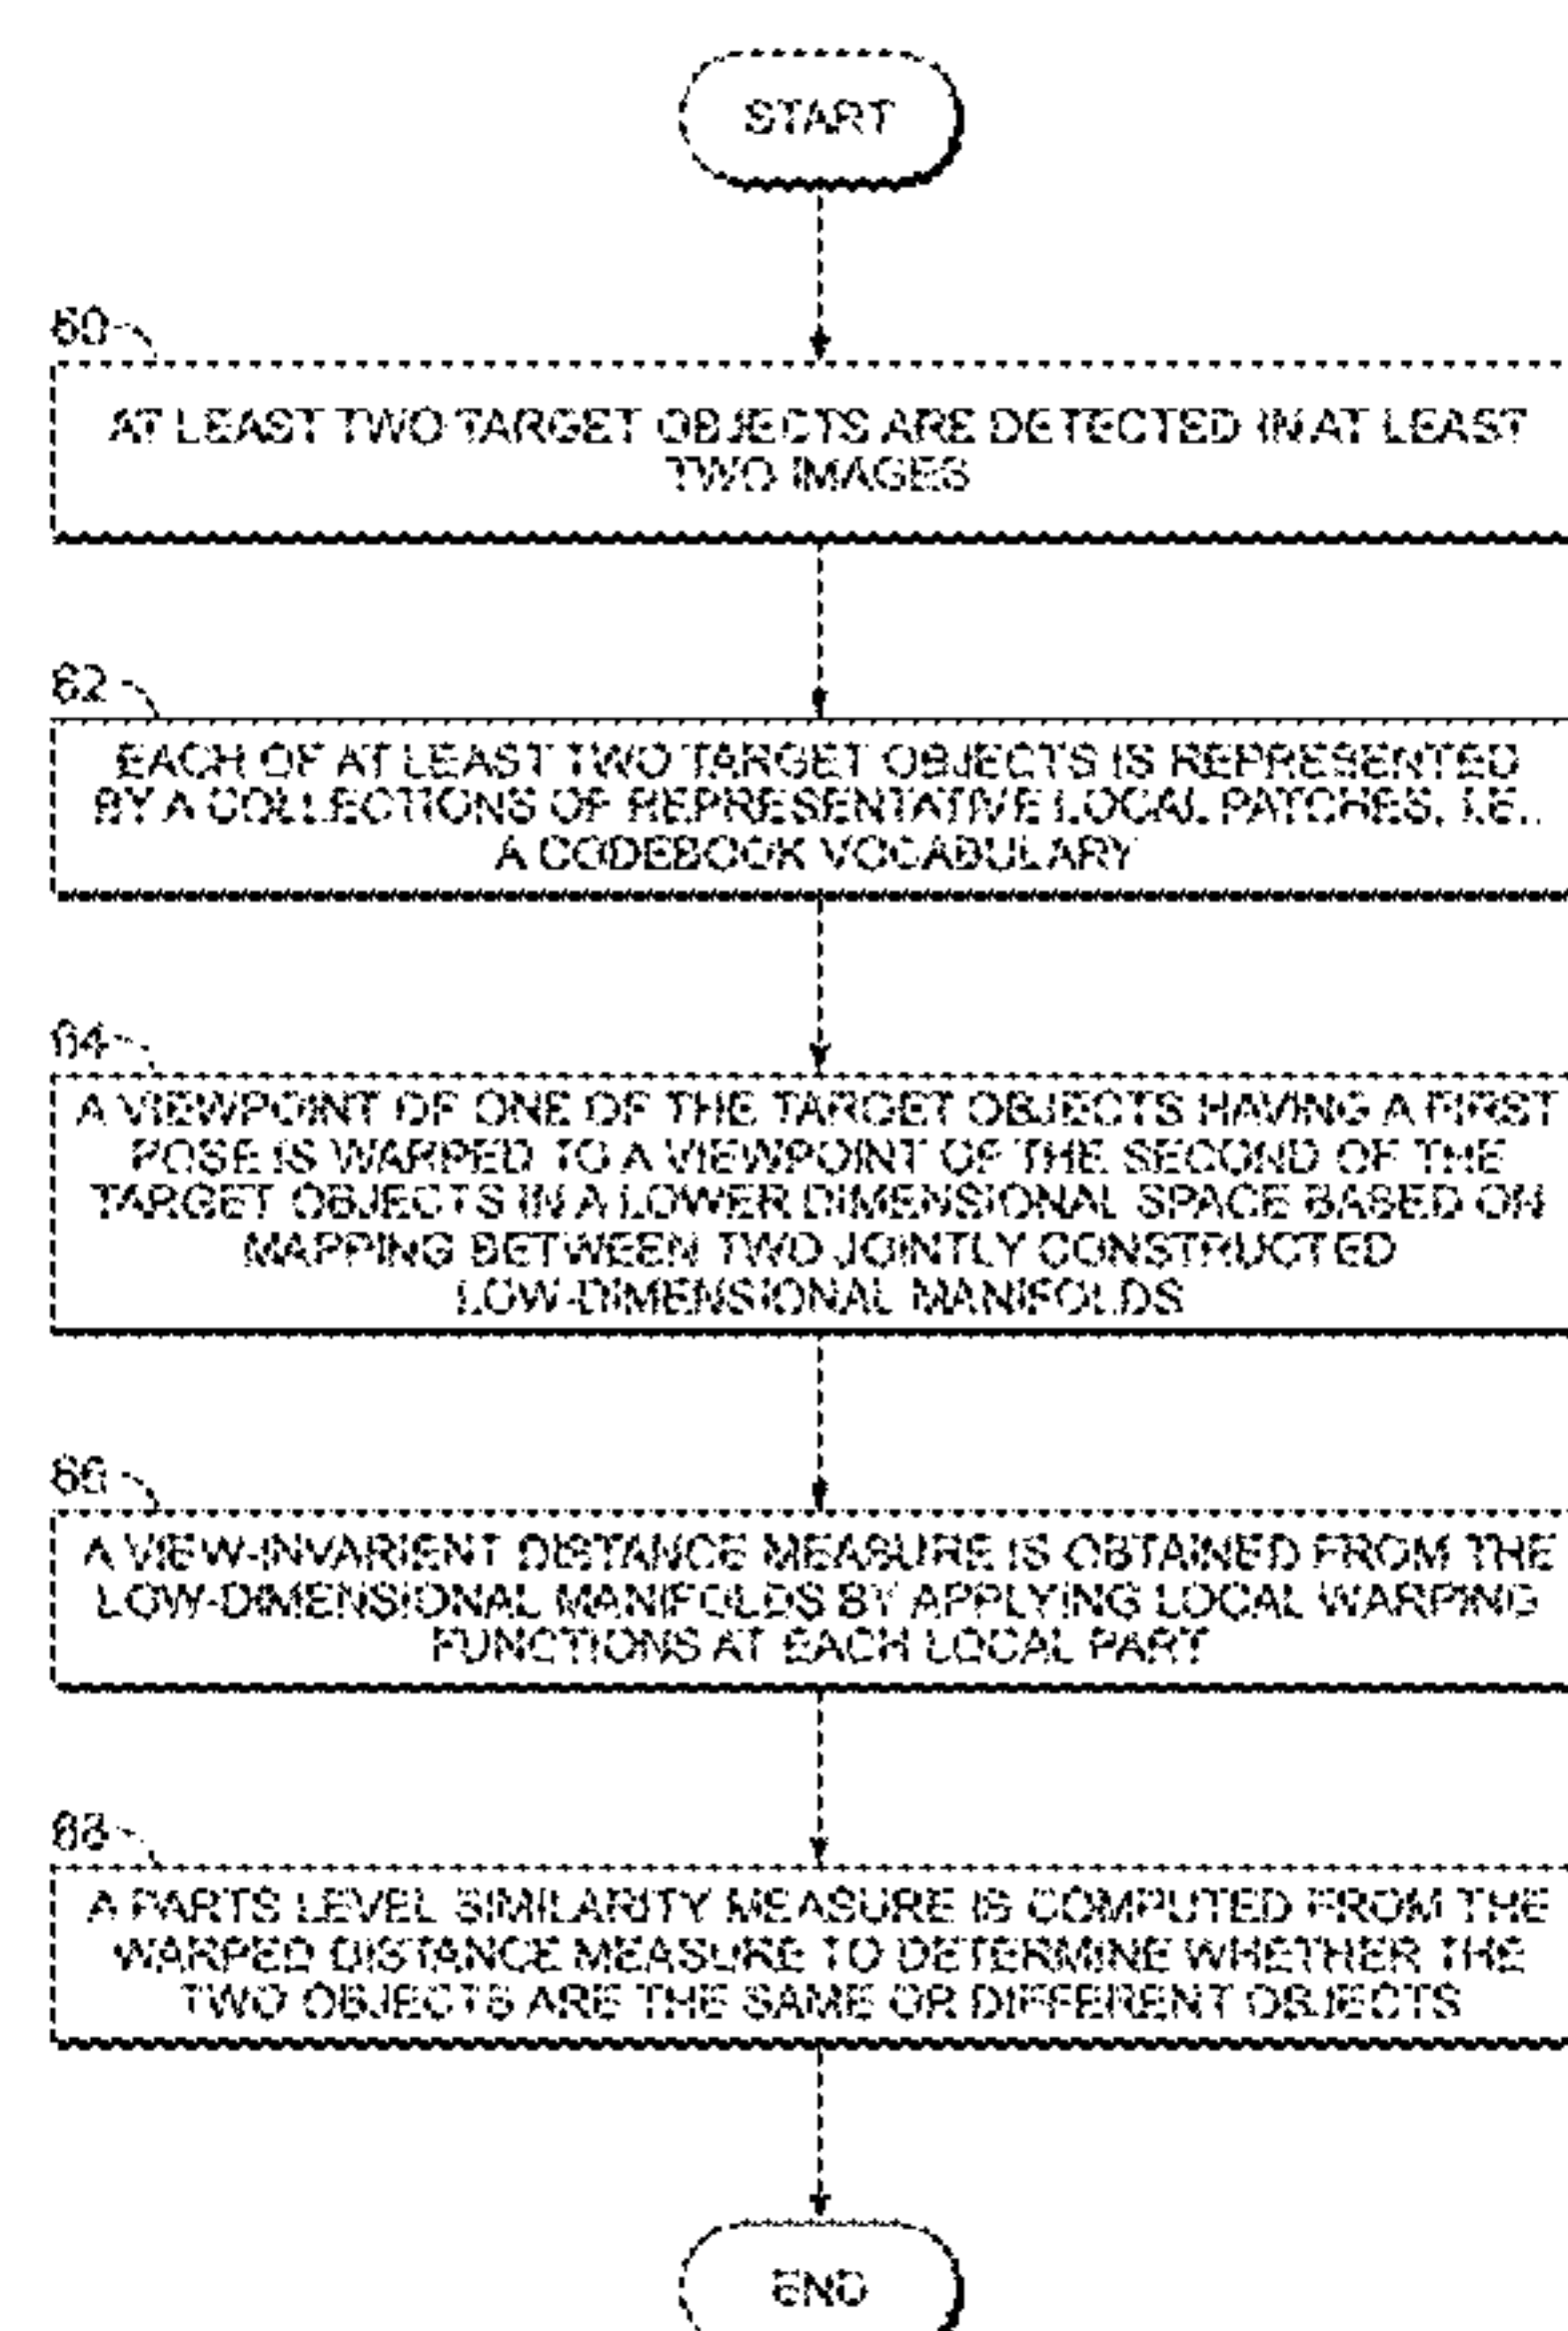 START
60
AT LEAST TWO TARGET OBJECTS ARE DETECTED IN AT LEAST
TWO IMAGES
62
EACH OF AT LEAST TWO TARGET OBJECTS IS REPRESENTED
BY A COLLECTIONS OF REPRESENTATIVE LOCAL PATCHES, I.E.,
A CODEBOOK VOCABULARY
64
A VIEWPOINT OF ONE OF THE TARGET OBJECTS HAVING A FIRST
POSE IS WARPED TO A VIEWPOINT OF THE SECOND OF THE
TARGET OBJECTS IN A LOWER DIMENSIONAL SPACE BASED ON
MAPPING BETWEEN TWO JOINTLY CONSTRUCTED
LOW-DIMENSIONAL MANIFOLDS
66
A VIEW-INVARIENT DISTANCE MEASURE IS OBTAINED FROM THE
LOW-DIMENSIONAL MANIFOLDS BY APPLYING LOCAL WARPING
FUNCTIONS AT EACH LOCAL PART
68
A PARTS LEVEL SIMILARITY MEASURE IS COMPUTED FROM THE
WARPED DISTANCE MEASURE TO DETERMINE WHETHER THE
TWO OBJECTS ARE THE SAME OR DIFFERENT OBJECTS
END